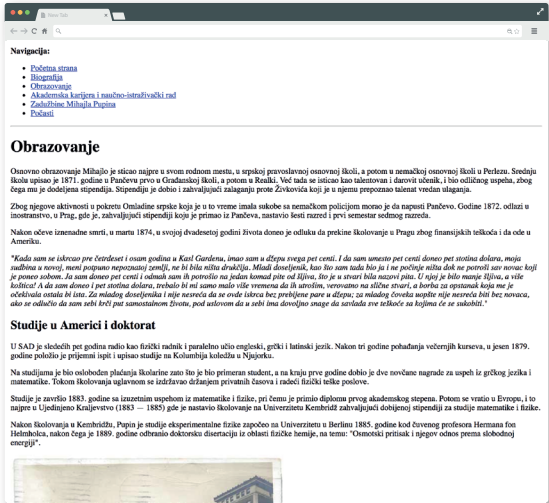 New Tab
Navigacija:
Početna strana
Biografija
Obrazovanje
Akademska karijera i naučno-istraživački rad
Zadužbine Mihajla Pupina
Počasti
Obrazovanje
Osnovno obrazovanje Mihajlo je sticao najpre u svom rodnom mestu, u srpskoj pravoslavnoj osnovnoj školi, a potom u nemačkoj osnovnoj školi u Perlezu. Srednju
školu upisao je 1871. godine u Pančevu prvo u Građanskoj školi, a potom u Realki. Već tada se isticao kao talentovan i darovit učenik, i bio odličnog uspeha, zbog
čega mu je dodeljena stipendija. Stipendiju je dobio i zahvaljujući zalaganju prote Živkovića koji je u njemu prepoznao talenat vredan ulaganja.
Zbog njegove aktivnosti u pokretu Omladine srpske koja je u to vreme imala sukobe sa nemačkom policijom morao je da napusti Pančevo. Godine 1872. odlazi u
inostranstvo, u Prag, gde je, zahvaljujući stipendiji koju je primao iz Pančeva, nastavio šesti razred i prvi semestar sedmog razreda.
Nakon očeve iznenadne smrti, u martu 1874, u svojoj dvadesetoj godini života doneo je odluku da prekine školovanje u Pragu zbog finansijskih teškoća i da ode u
Ameriku.
"Kada sam se iskrcao pre četrdeset i osam godina u Kasl Gardenu, imao sam u džepu svega pet centi. I da sam umesto pet centi doneo pet stotina dolara, moja
sudbina u novoj, meni potpuno nepoznatoj zemlji, ne bi bila ništa drukčija. Mladi doseljenik, kao što sam tada bio ja i ne počinje ništa dok ne potroši sav novac koji
je poneo sobom. Ja sam doneo pet centi i odmah sam ih potrošio na jedan komad pite od šljiva, što je u stvari bila nazovi pita. U njoj je bilo manje šljiva, a više
koštica! A da sam doneo i pet stotina dolara, trebalo bi mi samo malo više vremena da ih utrošim, verovatno na slične stvari, a borba za opstanak koja me je
očekivala ostala bi ista. Za mladog doseljenika i nije nesreća da se ovde iskrca bez prebijene pare u džepu; za mladog čoveka uopšte nije nesreća biti bez novaca,
ako se odlučio da sam sebi krči put samostalnom životu, pod uslovom da u sebi ima dovoljno snage da savlada sve teškoće sa kojima će se sukobiti."
Studije u Americi i doktorat
U SAD je sledećih pet godina radio kao fizički radnik i paralelno učio engleski, grčki i latinski jezik. Nakon tri godine pohađanja večernjih kurseva, u jesen 1879.
godine položio je prijemni ispit i upisao studije na Kolumbija koledžu u Njujorku.
Na studijama je bio oslobođen plaćanja školarine zato što je bio primeran student, a na kraju prve godine dobio je dve novčane nagrade za uspeh iz grčkog jezika i
matematike. Tokom školovanja uglavnom se izdržavao držanjem privatnih časova i radeći fizički teške poslove.
Studije je završio 1883. godine sa izuzetnim uspehom iz matematike i fizike, pri čemu je primio diplomu prvog akademskog stepena. Potom se vratio u Evropu, i to
najpre u Ujedinjeno Kraljevstvo (1883 — 1885) gde je nastavio školovanje na Univerzitetu Kembridž zahvaljujući dobijenoj stipendiji za studije matematike i fizike.
Nakon školovanja u Kembridžu, Pupin je studije eksperimentalne fizike započeo na Univerzitetu u Berlinu 1885. godine kod čuvenog profesora Hermana fon
Helmholca, nakon čega je 1889. godine odbranio doktorsku disertaciju iz oblasti fizičke hemije, na temu: "Osmotski pritisak i njegov odnos prema slobodnoj
energiji".